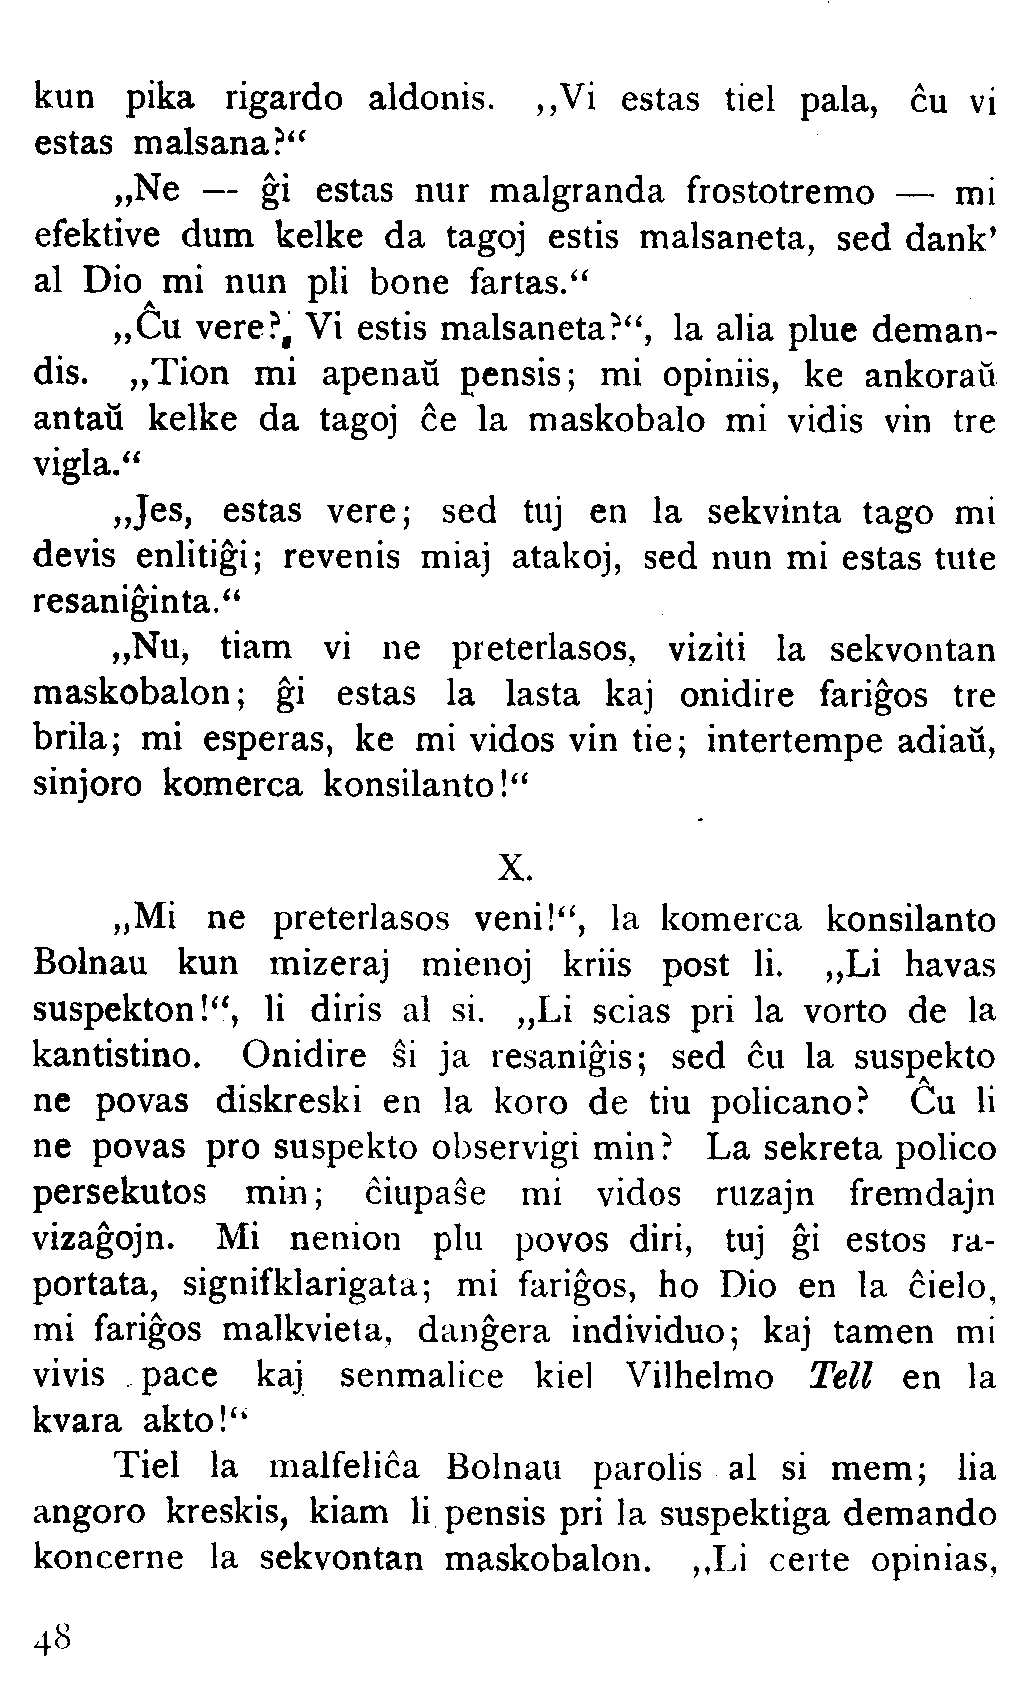 kun pika rigardo aldonis. ,,Vi estas tiel pala, ĉu vi
estas malsana?“
„Ne — ĝi estas nur malgranda frostotremo — mi
efektive dum kelke da tagoj estis malsaneta, sed dank’
al Dio mi nun pli bone fartas.“
„Ĉu vere?, Vi estis malsaneta?“, la alia plue deman-
dis. „Tion mi apenaŭ pensis; mi opiniis, ke ankoraŭ
antaŭ kelke da tagoj ĉe la maskobalo mi vidis vin tre
vigla.“
„Jes, estas vere; sed tuj en la sekvinta tago mi
devis enlitiĝi; revenis miaj atakoj, sed nun mi estas tute
resaniĝinta.“
„Nu, tiam vi ne preterlasos, viziti la sekvontan
maskobalon; ĝi estas la lasta kaj onidire fariĝos tre
brila; mi esperas, ke mi vidos vin tie; intertempe adiaŭ,
sinjoro komerca konsilanto!“
X.
„Mi ne preterlasos veni!“, la komerca konsilanto
Bolnau kun mizeraj mienoj kriis post li. „Li havas
suspekton!“, li diris al si. „Li scias pri la vorto de la
kantistino. Onidire ŝi ja resaniĝis; sed ĉu la suspekto
ne povas diskreski en la koro de tiu policano? Ĉu li
ne povas pro suspekto observigi min? La sekreta polico
persekutos min; ĉiupaŝe mi vidos ruzajn fremdajn
vizaĝojn. Mi nenion plu povos diri, tuj ĝi estos ra-
portata, signifklarigata; mi fariĝos, ho Dio en la ĉielo,
mi fariĝos malkvieta, danĝera individuo; kaj tamen mi
vivis pace kaj senmalice kiel Vilhelmo Tell en la
kvara akto!“
Tiel la malfeliĉa Bolnau parolis al si mem; lia
angoro kreskis, kiam li pensis pri la suspektiga demando
koncerne la sekvontan maskobalon. ,,Li certe opinias,
48